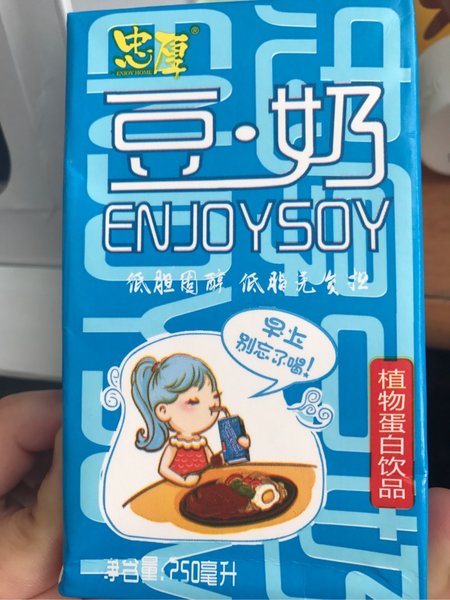 忠厚®
ENJOY HOME
豆·奶
ENJOYSOY
低胆固醇 低脂无负担
早上
别忘了喝!
植物蛋白饮品
净含量:250毫升